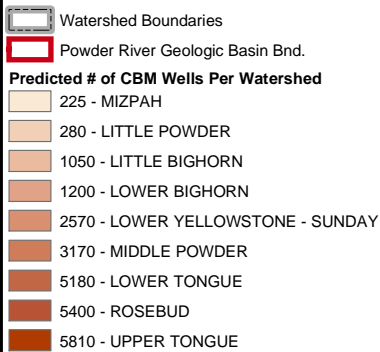 Watershed Boundaries
Powder River Geologic Basin Bnd.
Predicted # of CBM Wells Per Watershed
225 - MIZPAH
280 - LITTLE POWDER
1050 - LITTLE BIGHORN
1200 - LOWER BIGHORN
2570 - LOWER YELLOWSTONE - SUNDAY
3170 - MIDDLE POWDER
5180 - LOWER TONGUE
5400 - ROSEBUD
5810 - UPPER TONGUE